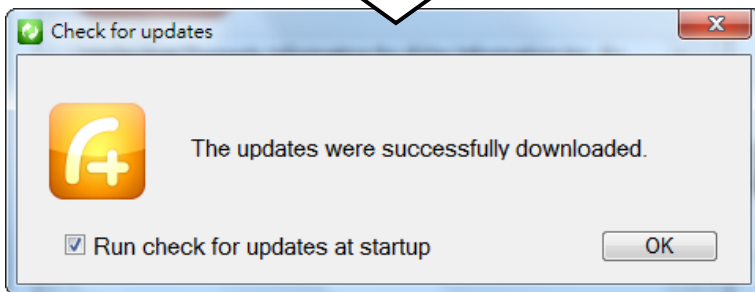 Check for updates
The updates were successfully downloaded.
Run check for updates at startup
OK